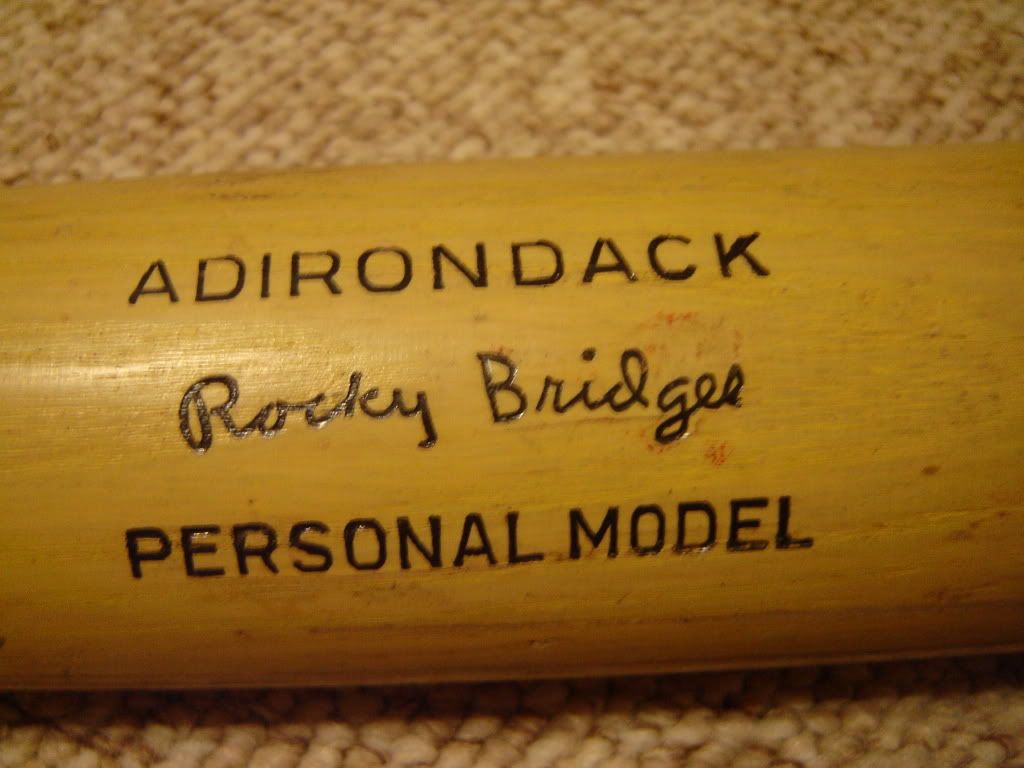 ADIRONDACK
Rocky Bridges
PERSONAL MODEL